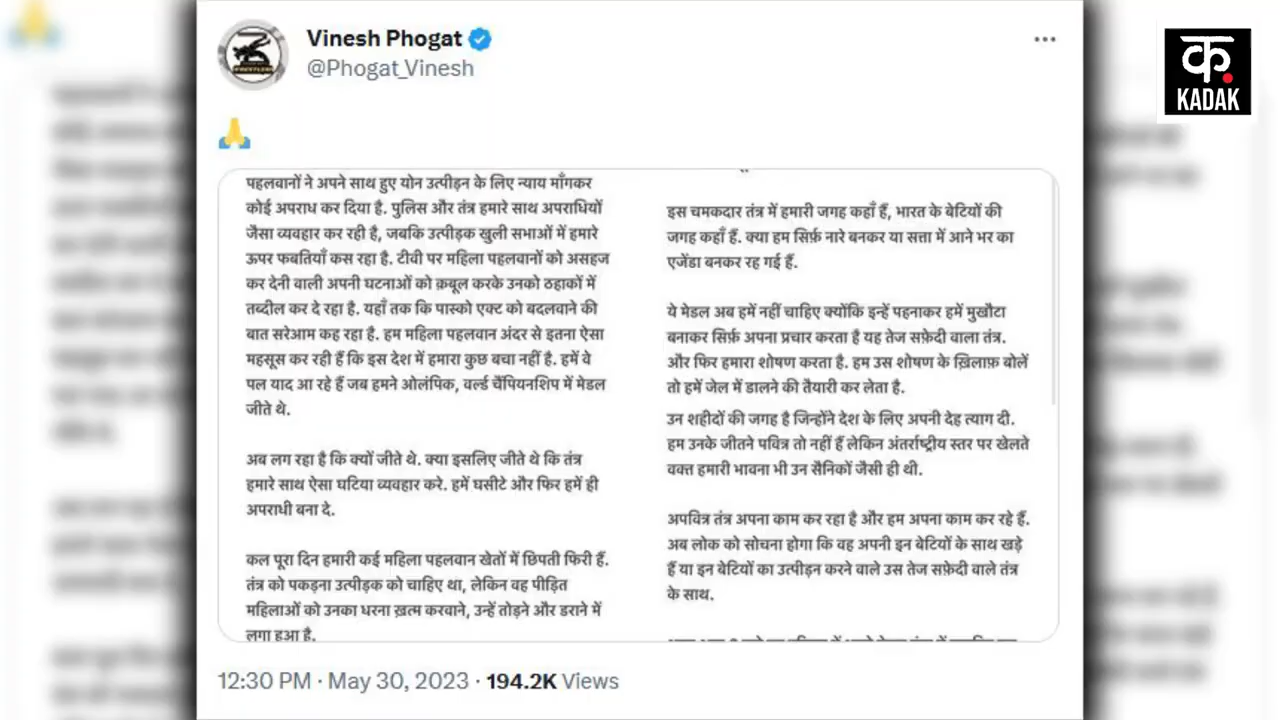 Vinesh Phogat
@Phogat_Vinesh
🙏
पहलवानों ने अपने साथ हुए योन उत्पीड़न के लिए न्याय माँगकर
कोई अपराध कर दिया है. पुलिस और तंत्र हमारे साथ अपराधियों
जैसा व्यवहार कर रही है, जबकि उत्पीड़क खुली सभाओं में हमारे
ऊपर फबतियाँ कस रहा है. टीवी पर महिला पहलवानों को असहज
कर देनी वाली अपनी घटनाओं को क़बूल करके उनको ठहाकों में
तब्दील कर दे रहा है. यहाँ तक कि पास्को एक्ट को बदलवाने की
बात सरेआम कह रहा है. हम महिला पहलवान अंदर से इतना ऐसा
महसूस कर रही हैं कि इस देश में हमारा कुछ बचा नहीं है. हमें वे
पल याद आ रहे हैं जब हमने ओलंपिक, वर्ल्ड चैंपियनशिप में मेडल
जीते थे.
अब लग रहा है कि क्यों जीते थे. क्या इसलिए जीते थे कि तंत्र
हमारे साथ ऐसा घटिया व्यवहार करे. हमें घसीटे और फिर हमें ही
अपराधी बना दे.
कल पूरा दिन हमारी कई महिला पहलवान खेतों में छिपती फिरी हैं.
तंत्र को पकड़ना उत्पीड़क को चाहिए था, लेकिन वह पीड़ित
महिलाओं को उनका धरना ख़त्म करवाने, उन्हें तोड़ने और डराने में
लगा हुआ है.
इस चमकदार तंत्र में हमारी जगह कहाँ हैं, भारत के बेटियों की
जगह कहाँ हैं. क्या हम सिर्फ़ नारे बनकर या सत्ता में आने भर का
एजेंडा बनकर रह गई हैं.
ये मेडल अब हमें नहीं चाहिए क्योंकि इन्हें पहनाकर हमें मुखौटा
बनाकर सिर्फ़ अपना प्रचार करता है यह तेज सफ़ेदी वाला तंत्र.
और फिर हमारा शोषण करता है. हम उस शोषण के ख़िलाफ़ बोलें
तो हमें जेल में डालने की तैयारी कर लेता है.
उन शहीदों की जगह है जिन्होंने देश के लिए अपनी देह त्याग दी.
हम उनके जीतने पवित्र तो नहीं हैं लेकिन अंतर्राष्ट्रीय स्तर पर खेलते
वक्त हमारी भावना भी उन सैनिकों जैसी ही थी.
अपवित्र तंत्र अपना काम कर रहा है और हम अपना काम कर रहे हैं.
अब लोक को सोचना होगा कि वह अपनी इन बेटियों के साथ खड़े
हैं या इन बेटियों का उत्पीड़न करने वाले उस तेज सफ़ेदी वाले तंत्र
के साथ.
12:30 PM · May 30, 2023 · 194.2K Views
क
KADAK